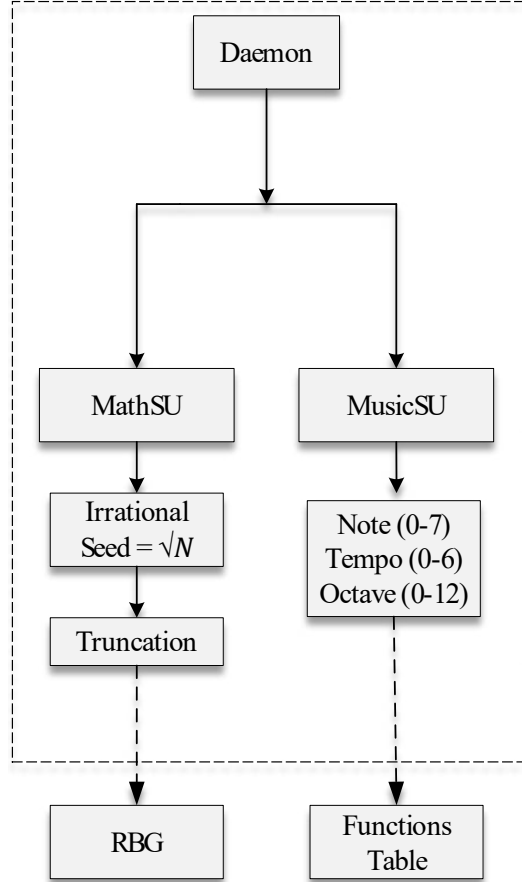 Daemon
MathSU
MusicSU
Irrational
Seed = √N
Note (0-7)
Tempo (0-6)
Octave (0-12)
Truncation
RBG
Functions
Table